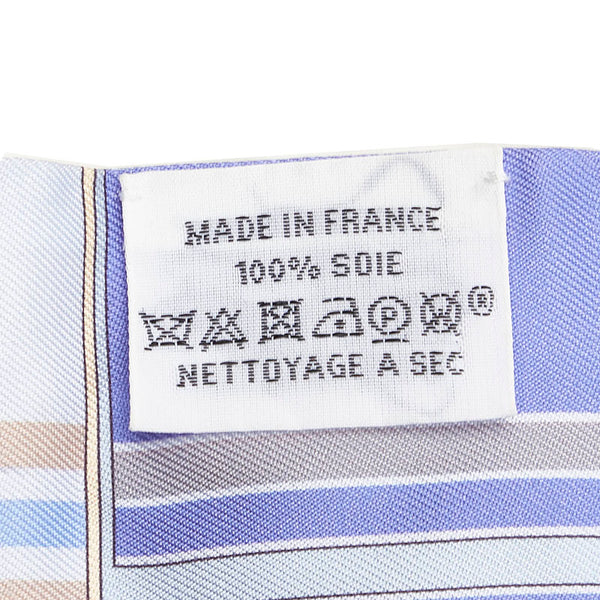 MADE IN FRANCE
100% SOIE
P ®
NETTOYAGE A SEC